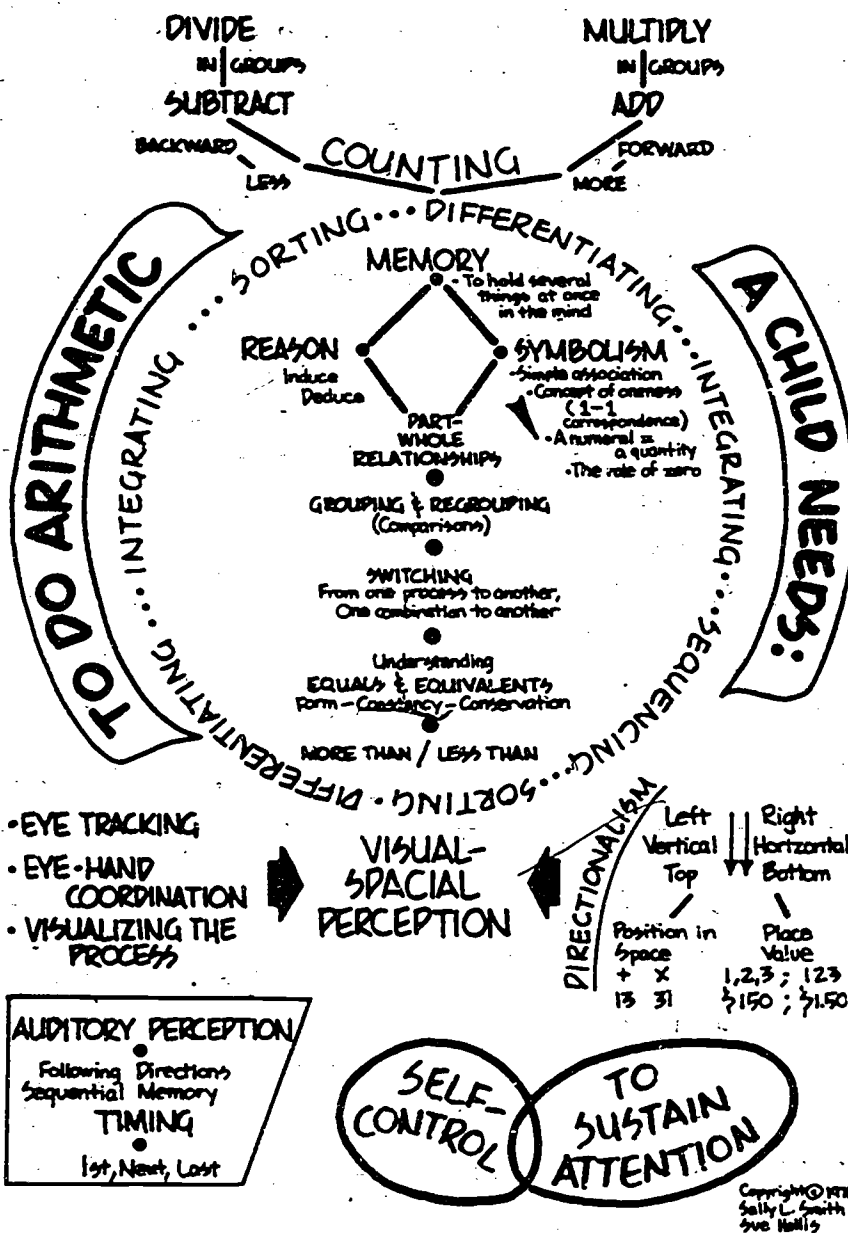 DIVIDE
IN GROUPS
SUBTRACT
BACKWARD
LESS
COUNTING
MULTIPLY
IN GROUPS
ADD
FORWARD
MORE
TO DO ARITHMETIC
A CHILD NEEDS:
INTEGRATING ... SORTING ... DIFFERENTIATING ... INTEGRATING ... SEQUENCING ... SORTING ... DIFFERENTIATING ...
MEMORY
- To hold several
things at once
in the mind
REASON
Induce
Deduce
SYMBOLISM
- Simple association
• Concept of oneness
(1-1
correspondence)
• A numeral =
a quantity
• The role of zero
PART-
WHOLE
RELATIONSHIPS
GROUPING & REGROUPING
(Comparisons)
SWITCHING
From one process to another,
One combination to another
Understanding
EQUALS & EQUIVALENTS
Form - Constancy - Conservation
MORE THAN / LESS THAN
• EYE TRACKING
• EYE-HAND
COORDINATION
• VISUALIZING THE
PROCESS
VISUAL-
SPACIAL
PERCEPTION
DIRECTIONALISM
Left Right
Vertical Horizontal
Top Bottom
Position in
Space
+ X
13 31
Place
Value
1,2,3 ; 123
$150 ; $1.50
AUDITORY PERCEPTION
Following Directions
Sequential Memory
TIMING
1st, Next, Last
SELF-
CONTROL
TO
SUSTAIN
ATTENTION
Copyright ©
Sally L. Smith
Sue Hollis